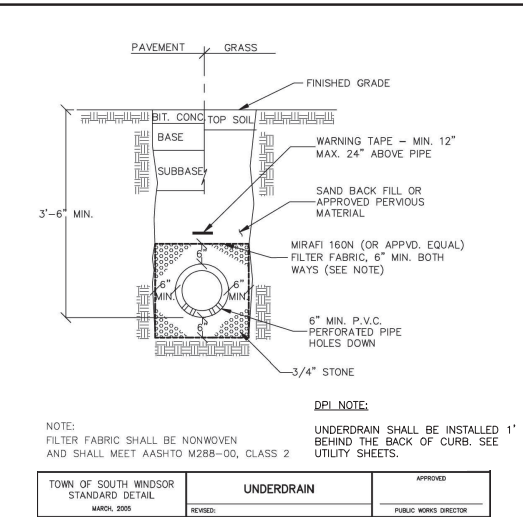 PAVEMENT GRASS
FINISHED GRADE
BIT. CONC. TOP SOIL
BASE
SUBBASE
WARNING TAPE – MIN. 12"
MAX. 24" ABOVE PIPE
SAND BACK FILL OR
APPROVED PERVIOUS
MATERIAL
3'-6" MIN.
MIRAFI 160N (OR APPVD. EQUAL)
FILTER FABRIC, 6" MIN. BOTH
WAYS (SEE NOTE)
6"
6" MIN.
6" MIN.
6"
6" MIN. P.V.C.
PERFORATED PIPE
HOLES DOWN
3/4" STONE
NOTE:
FILTER FABRIC SHALL BE NONWOVEN
AND SHALL MEET AASHTO M288-00, CLASS 2
DPI NOTE:
UNDERDRAIN SHALL BE INSTALLED 1'
BEHIND THE BACK OF CURB. SEE
UTILITY SHEETS.
TOWN OF SOUTH WINDSOR
STANDARD DETAIL
MARCH, 2005
UNDERDRAIN
REVISED:
APPROVED
PUBLIC WORKS DIRECTOR